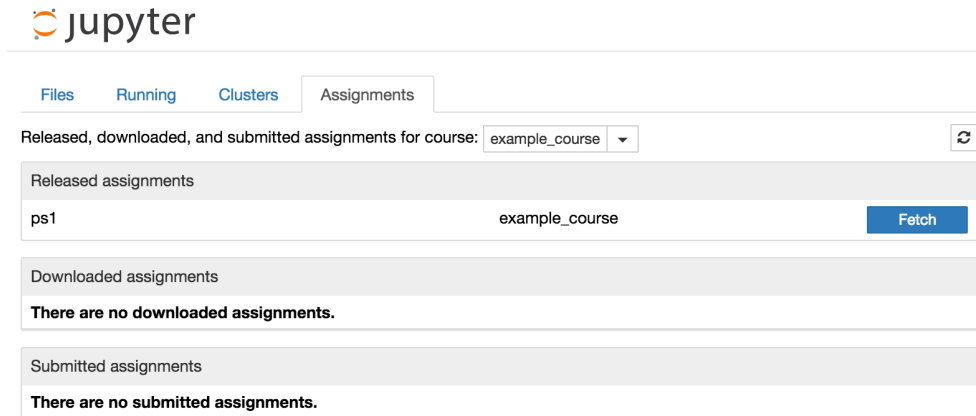 jupyter
Files Running Clusters Assignments
Released, downloaded, and submitted assignments for course: example_course
Released assignments
ps1 example_course Fetch
Downloaded assignments
There are no downloaded assignments.
Submitted assignments
There are no submitted assignments.